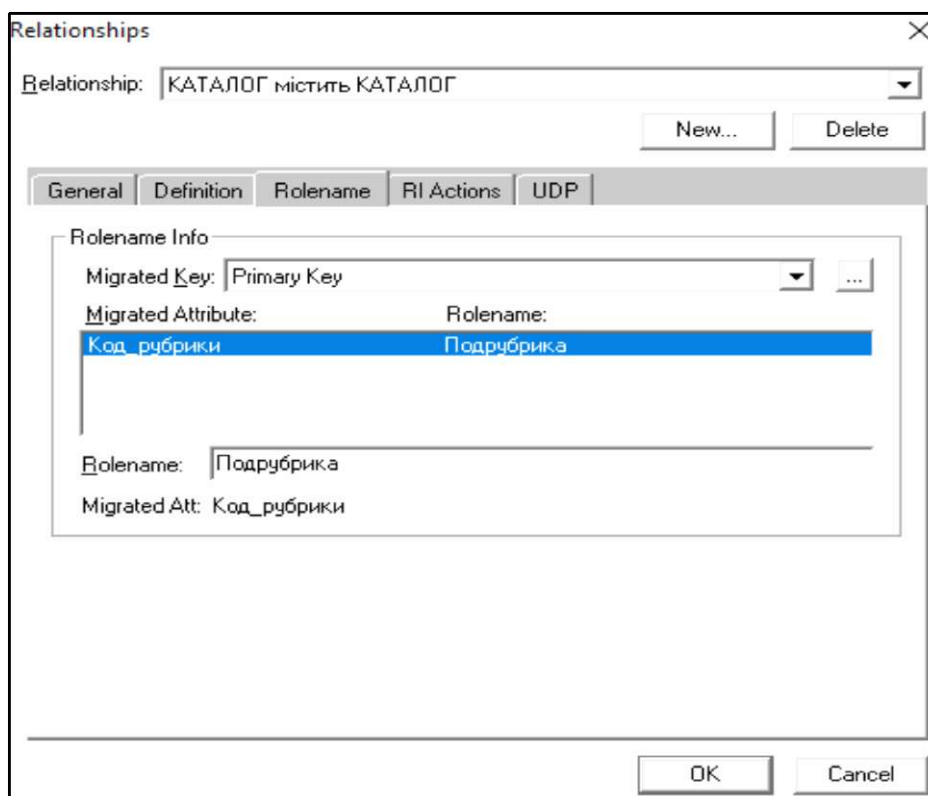 Relationships
Relationship: КАТАЛОГ містить КАТАЛОГ
New... Delete
General Definition Rolename RI Actions UDP
Rolename Info
Migrated Key: Primary Key ...
Migrated Attribute: Rolename:
Код_рубрики Подрубрика
Rolename: Подрубрика
Migrated Att: Код_рубрики
OK Cancel